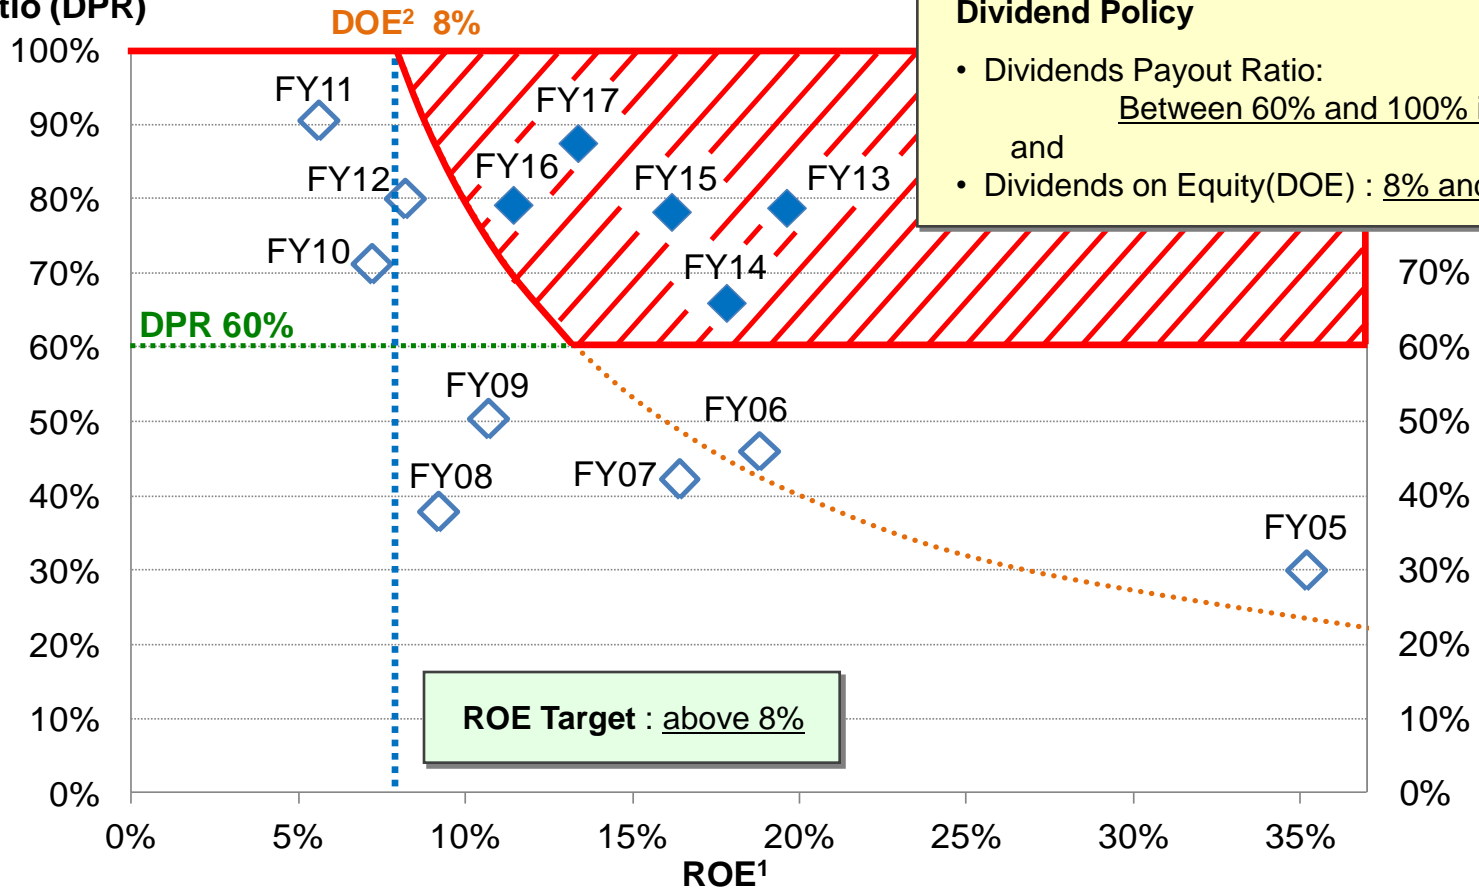 (DPR)
DOE² 8%
Dividend Policy
• Dividends Payout Ratio:
Between 60% and 100%
and
• Dividends on Equity(DOE) : 8% and
100%
90%
80%
70%
60%
50%
40%
30%
20%
10%
0%
FY11
FY17
FY12
FY16
FY15
FY13
FY10
FY14
DPR 60%
FY09
FY06
FY08
FY07
FY05
ROE Target : above 8%
70%
60%
50%
40%
30%
20%
10%
0%
0% 5% 10% 15% 20% 25% 30% 35%
ROE¹